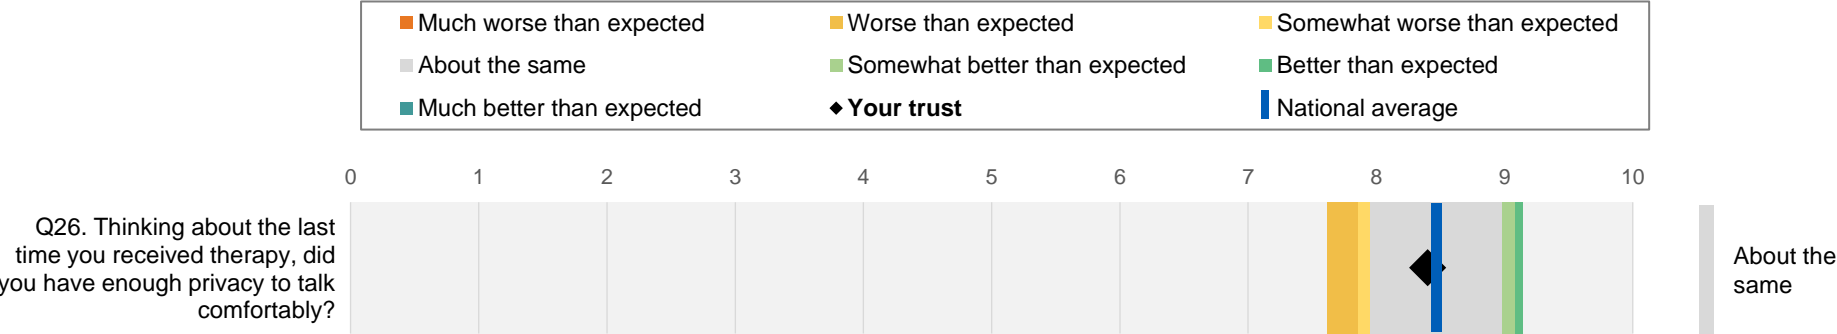 Much worse than expected
Worse than expected
Somewhat worse than expected
About the same
Somewhat better than expected
Better than expected
Much better than expected
Your trust
National average
0 1 2 3 4 5 6 7 8 9 10
Q26. Thinking about the last
time you received therapy, did
you have enough privacy to talk
comfortably?
About the
same